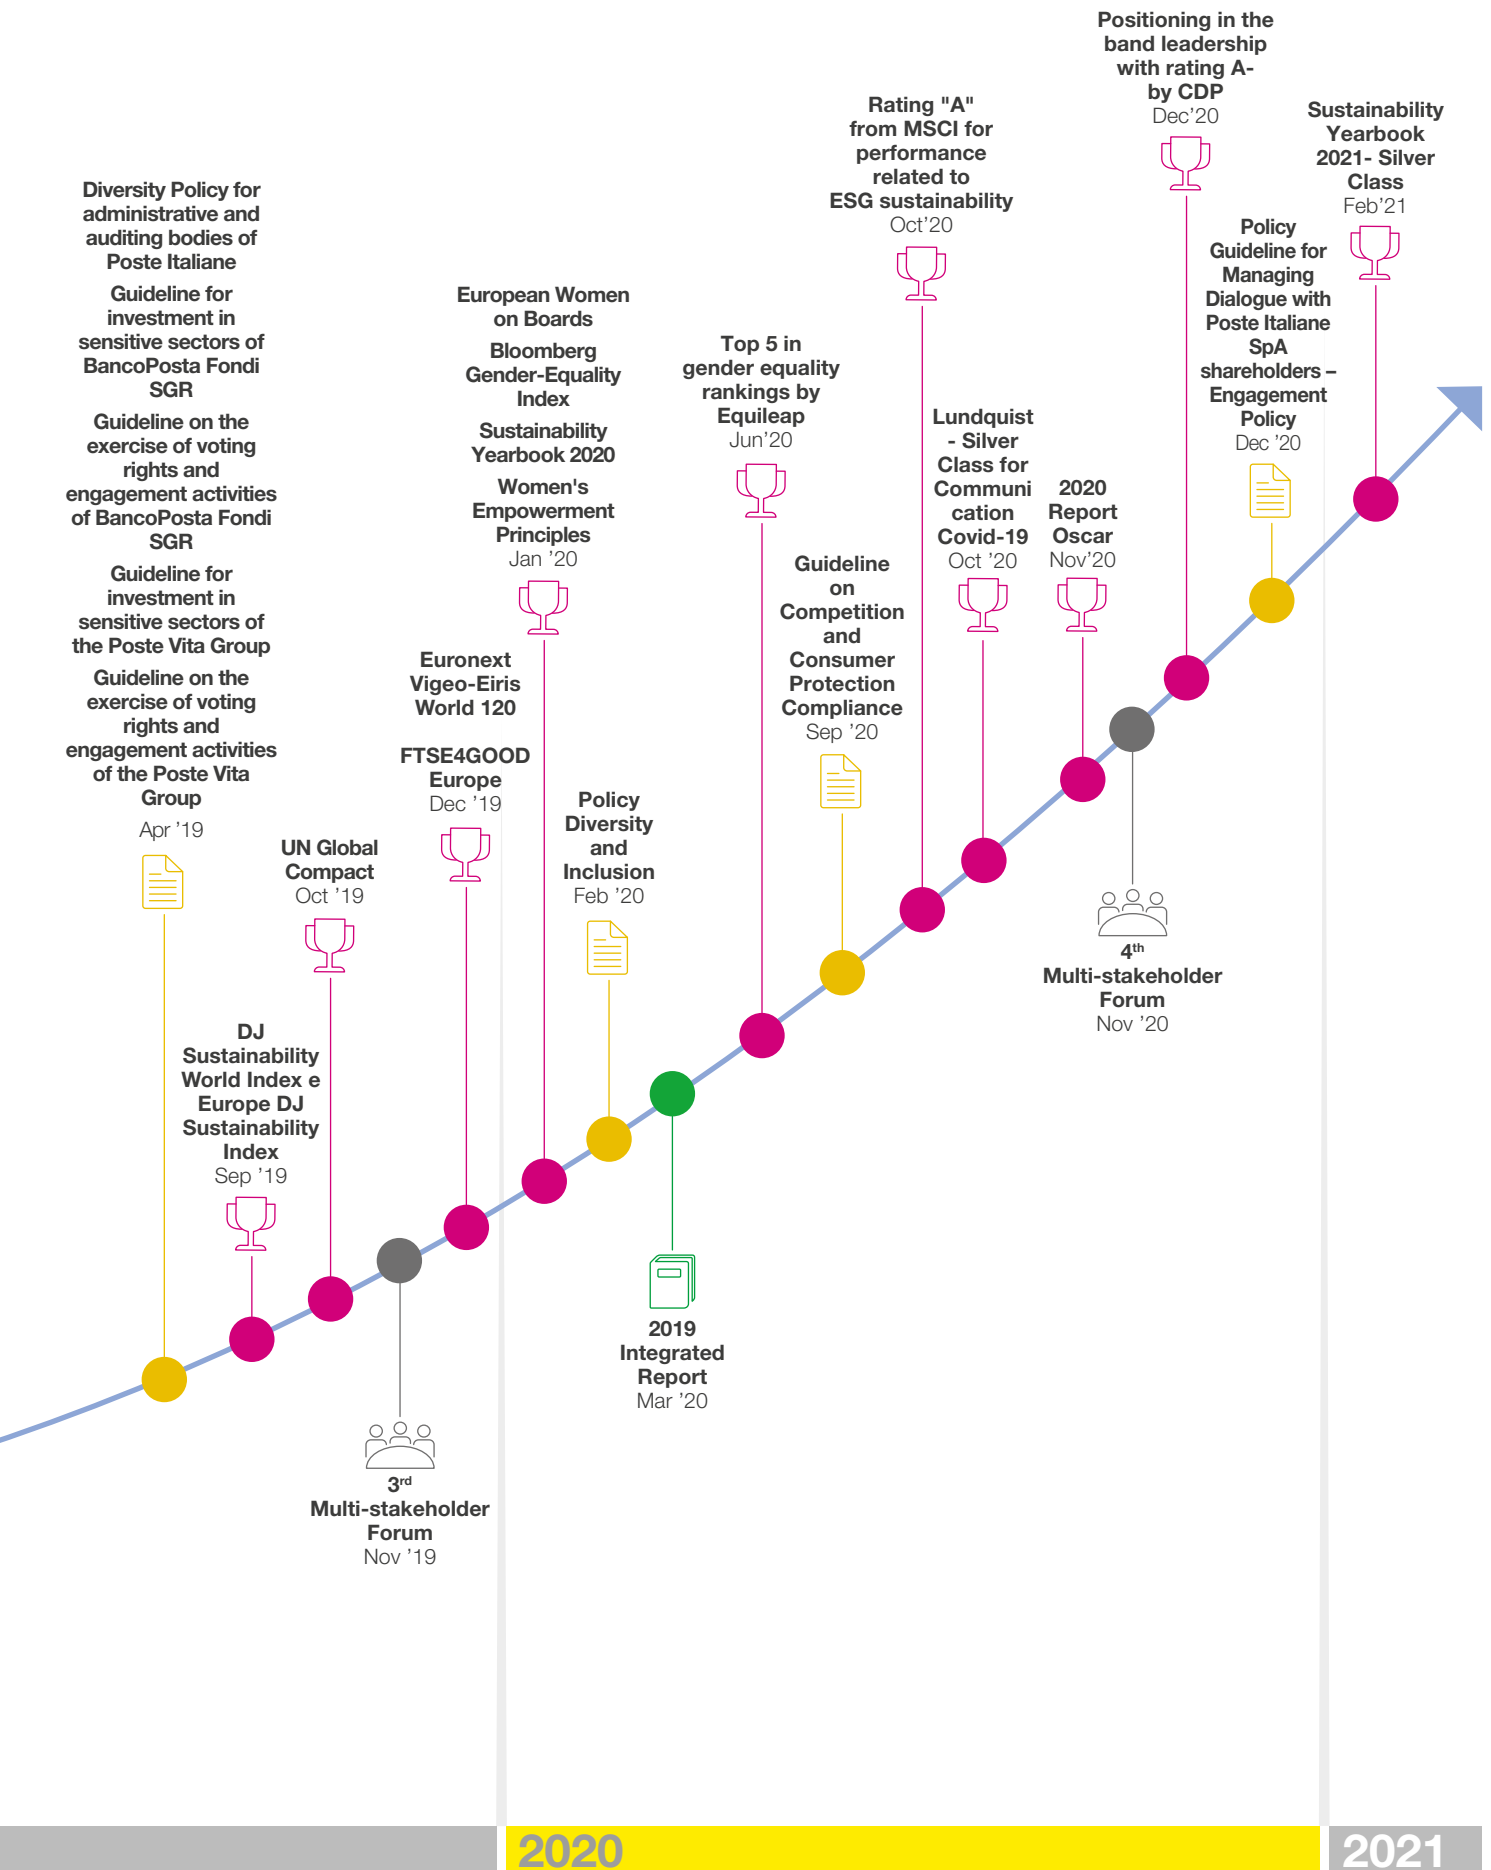 Diversity Policy for
administrative and
auditing bodies of
Poste Italiane
Guideline for
investment in
sensitive sectors of
BancoPosta Fondi
SGR
Guideline on the
exercise of voting
rights and
engagement activities
of BancoPosta Fondi
SGR
Guideline for
investment in
sensitive sectors of
the Poste Vita Group
Guideline on the
exercise of voting
rights and
engagement activities
of the Poste Vita
Group
Apr ’19
DJ
Sustainability
World Index e
Europe DJ
Sustainability
Index
Sep ’19
UN Global
Compact
Oct ’19
3rd
Multi-stakeholder
Forum
Nov ’19
Euronext
Vigeo-Eiris
World 120
FTSE4GOOD
Europe
Dec ’19
European Women
on Boards
Bloomberg
Gender-Equality
Index
Sustainability
Yearbook 2020
Women's
Empowerment
Principles
Jan ’20
Policy
Diversity
and
Inclusion
Feb ’20
2019
Integrated
Report
Mar ’20
Top 5 in
gender equality
rankings by
Equileap
Jun’20
Guideline
on
Competition
and
Consumer
Protection
Compliance
Sep ’20
Rating "A"
from MSCI for
performance
related to
ESG sustainability
Oct’20
Lundquist
- Silver
Class for
Communi
cation
Covid-19
Oct ’20
2020
Report
Oscar
Nov’20
4th
Multi-stakeholder
Forum
Nov ’20
Positioning in the
band leadership
with rating A-
by CDP
Dec’20
Policy
Guideline for
Managing
Dialogue with
Poste Italiane
SpA
shareholders –
Engagement
Policy
Dec ’20
Sustainability
Yearbook
2021- Silver
Class
Feb’21
2020
2021